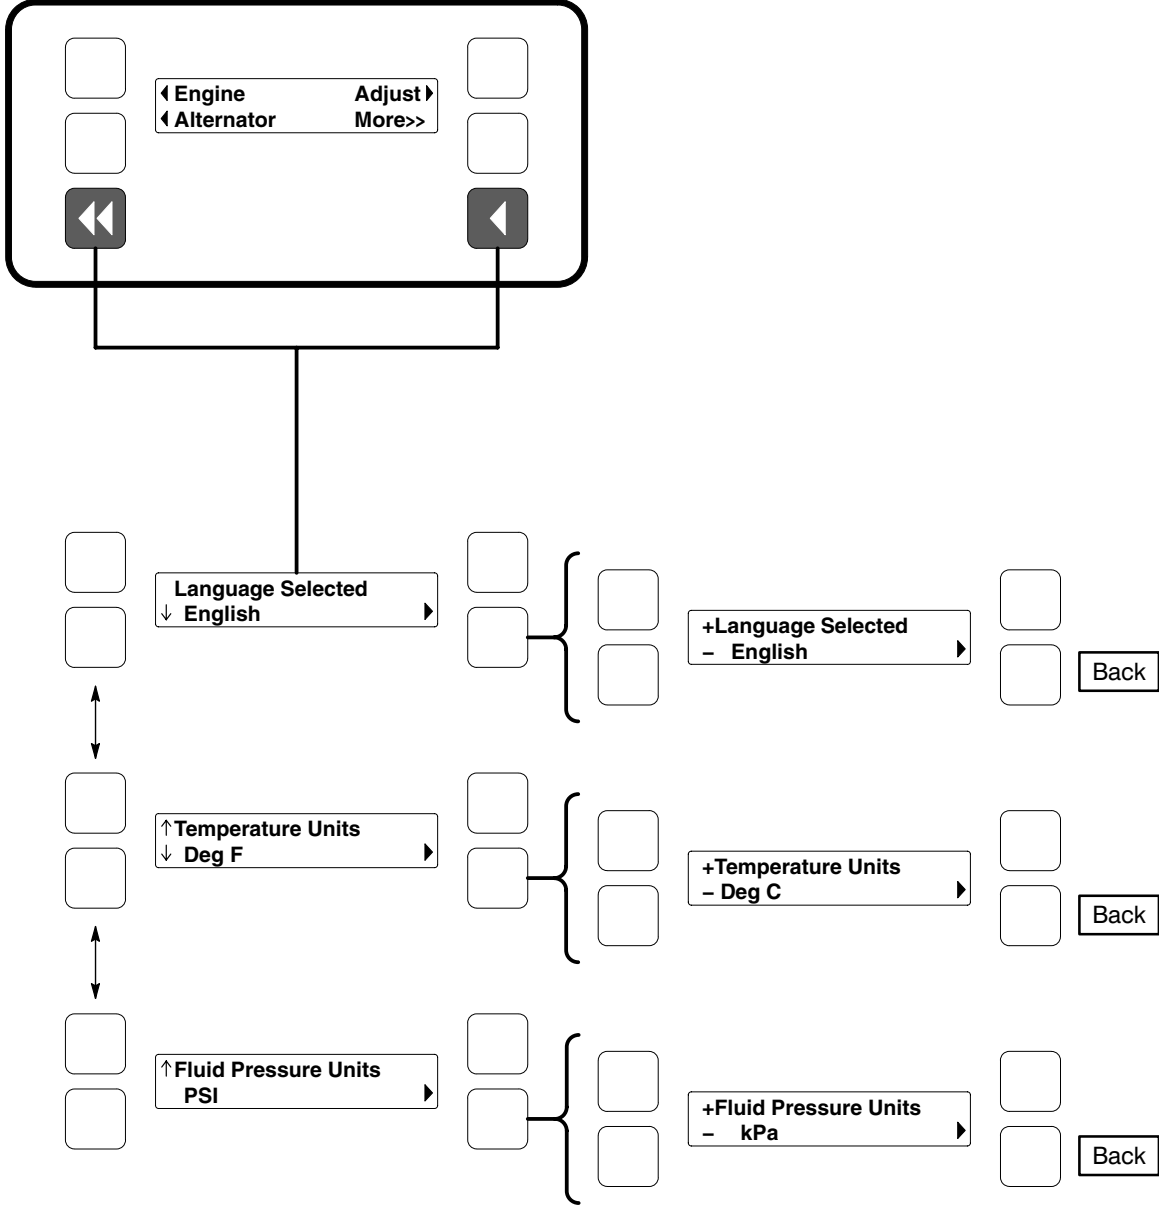 Engine Adjust
Alternator More>>
Language Selected
↓ English
+Language Selected
– English
Back
↑Temperature Units
↓ Deg F
+Temperature Units
– Deg C
Back
↑Fluid Pressure Units
PSI
+Fluid Pressure Units
– kPa
Back